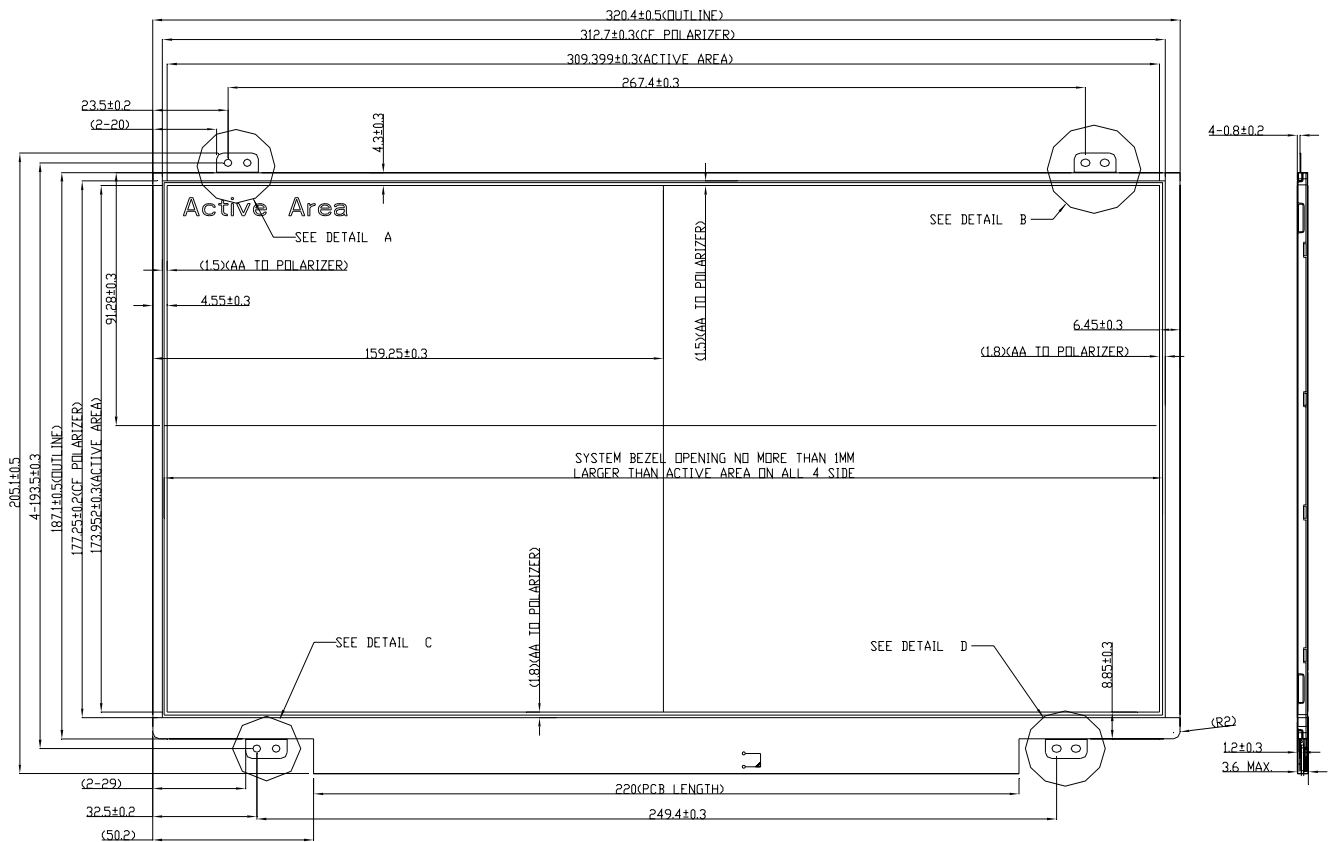 320.4±0.5(OUTLINE)
312.7±0.3(CF POLARIZER)
309.399±0.3(ACTIVE AREA)
267.4±0.3
23.5±0.2
(2-20)
4.3±0.3
4-0.8±0.2
Active Area
SEE DETAIL A
SEE DETAIL B
(1.5)(AA TO POLARIZER)
4.55±0.3
91.28±0.3
(1.5)(AA TO POLARIZER)
6.45±0.3
159.25±0.3
(1.8)(AA TO POLARIZER)
205.1±0.5
4-193.5±0.3
187.1±0.5(OUTLINE)
177.25±0.2(CF POLARIZER)
173.952±0.3(ACTIVE AREA)
SYSTEM BEZEL OPENING NO MORE THAN 1MM
LARGER THAN ACTIVE AREA ON ALL 4 SIDE
(1.8)(AA TO POLARIZER)
SEE DETAIL C
SEE DETAIL D
8.85±0.3
(R2)
1.2±0.3
3.6 MAX.
(2-29)
220(PCB LENGTH)
32.5±0.2
249.4±0.3
(50.2)